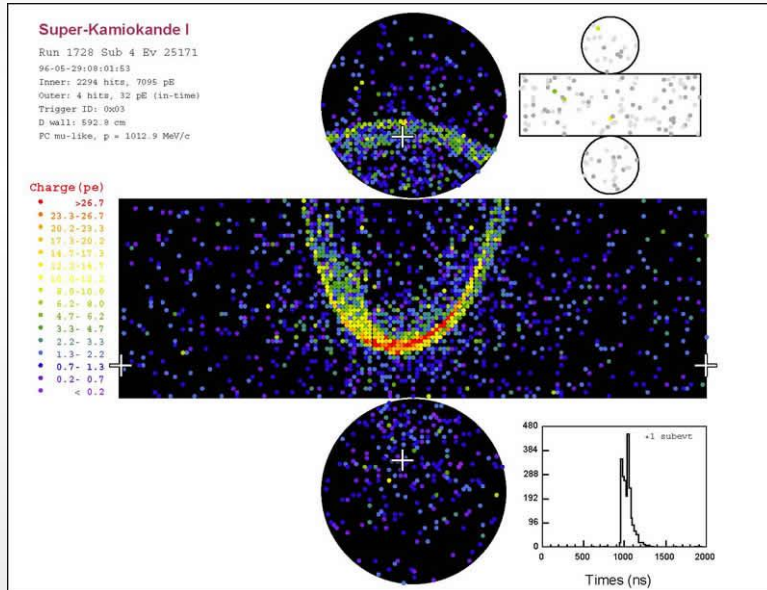 Super-Kamiokande I
Run 1728 Sub 4 Ev 25171
96-05-29:08:01:53
Inner: 2294 hits, 7095 pE
Outer: 4 hits, 32 pE (in-time)
Trigger ID: 0x03
D wall: 592.8 cm
FC mu-like, p = 1012.9 MeV/c
Charge(pe)
>26.7
23.3-26.7
20.2-23.3
17.3-20.2
14.7-17.3
12.2-14.7
10.0-12.2
8.0-10.0
6.2- 8.0
4.7- 6.2
3.3- 4.7
2.2- 3.3
1.3- 2.2
0.7- 1.3
0.2- 0.7
< 0.2
480
384
288
192
96
0
0
500
1000
1500
2000
+1 subevt
Times (ns)